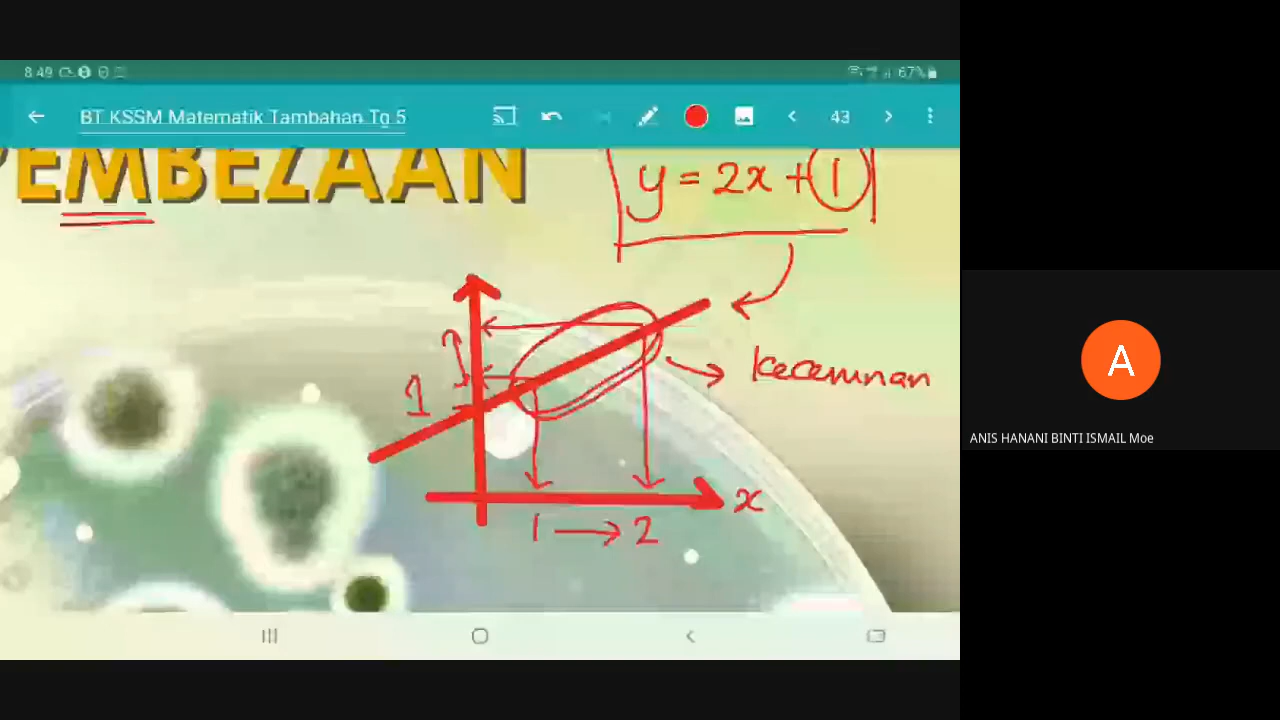 8:49
67%
BT KSSM Matematik Tambahan Tg 5
43
PEMBEZAAN
y = 2x + 1
1
kecerunan
x
1 → 2
A
ANIS HANANI BINTI ISMAIL Moe